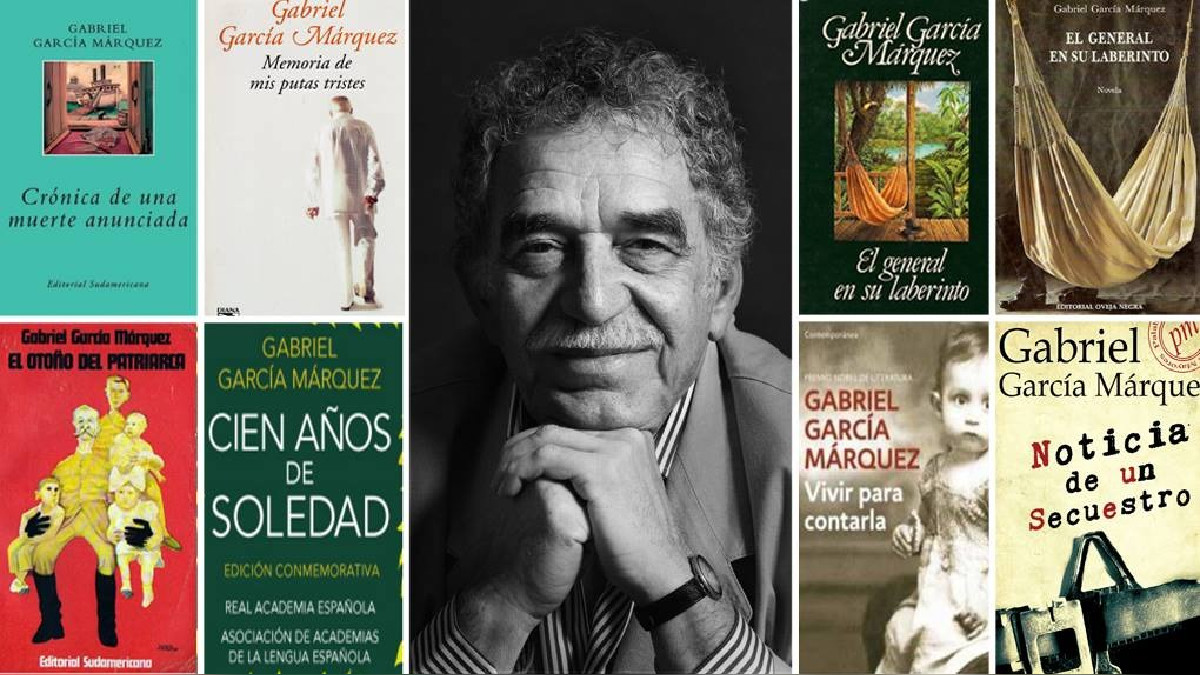 GABRIEL
GARCÍA MÁRQUEZ
Crónica de una
muerte anunciada
Editorial Sudamericana
Gabriel
García Márquez
Memoria de
mis putas tristes
DIANA
Gabriel García
Márquez
El general
en su laberinto
Gabriel García Márquez
EL GENERAL
EN SU LABERINTO
Novela
EDITORIAL OVEJA NEGRA
Gabriel García Márquez
EL OTOÑO DEL PATRIARCA
Editorial Sudamericana
GABRIEL
GARCÍA MÁRQUEZ
CIEN AÑOS
DE
SOLEDAD
EDICIÓN CONMEMORATIVA
REAL ACADEMIA ESPAÑOLA
ASOCIACIÓN DE ACADEMIAS
DE LA LENGUA ESPAÑOLA
Contemporánea
PREMIO NOBEL DE LITERATURA
GABRIEL
GARCÍA
MÁRQUEZ
Vivir para
contarla
Gabriel
García Márque
pm
Noticia
de un
Secuestro